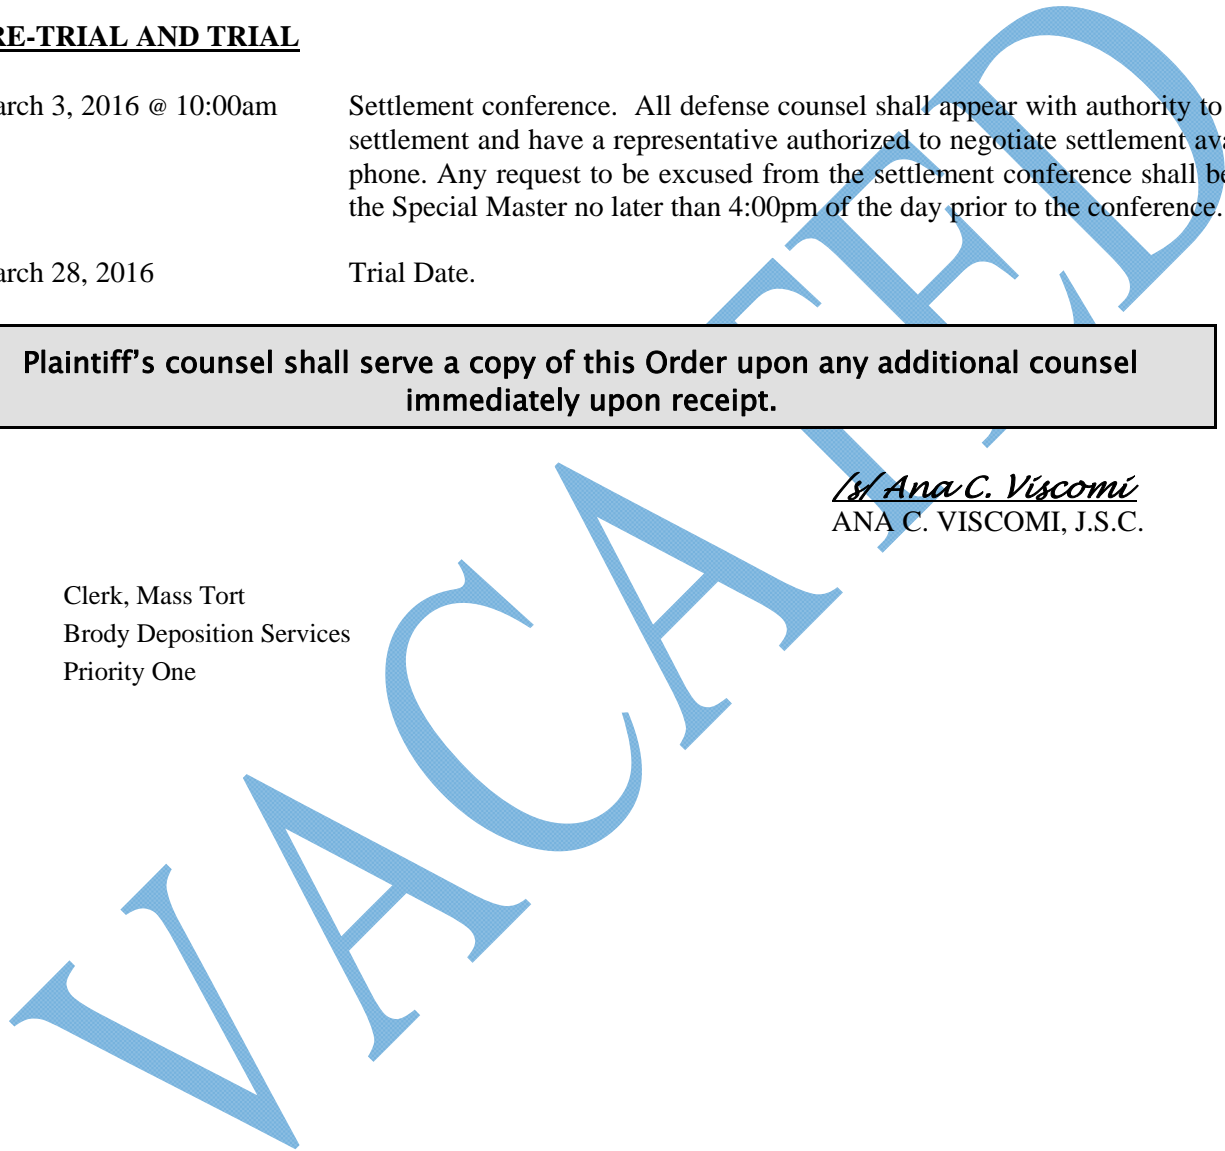 RE-TRIAL AND TRIAL
arch 3, 2016 @ 10:00am Settlement conference. All defense counsel shall appear with authority to
settlement and have a representative authorized to negotiate settlement ava
phone. Any request to be excused from the settlement conference shall be
the Special Master no later than 4:00pm of the day prior to the conference.
arch 28, 2016 Trial Date.
Plaintiff's counsel shall serve a copy of this Order upon any additional counsel
immediately upon receipt.
/s/ Ana C. Viscomi
ANA C. VISCOMI, J.S.C.
Clerk, Mass Tort
Brody Deposition Services
Priority One
VACATED